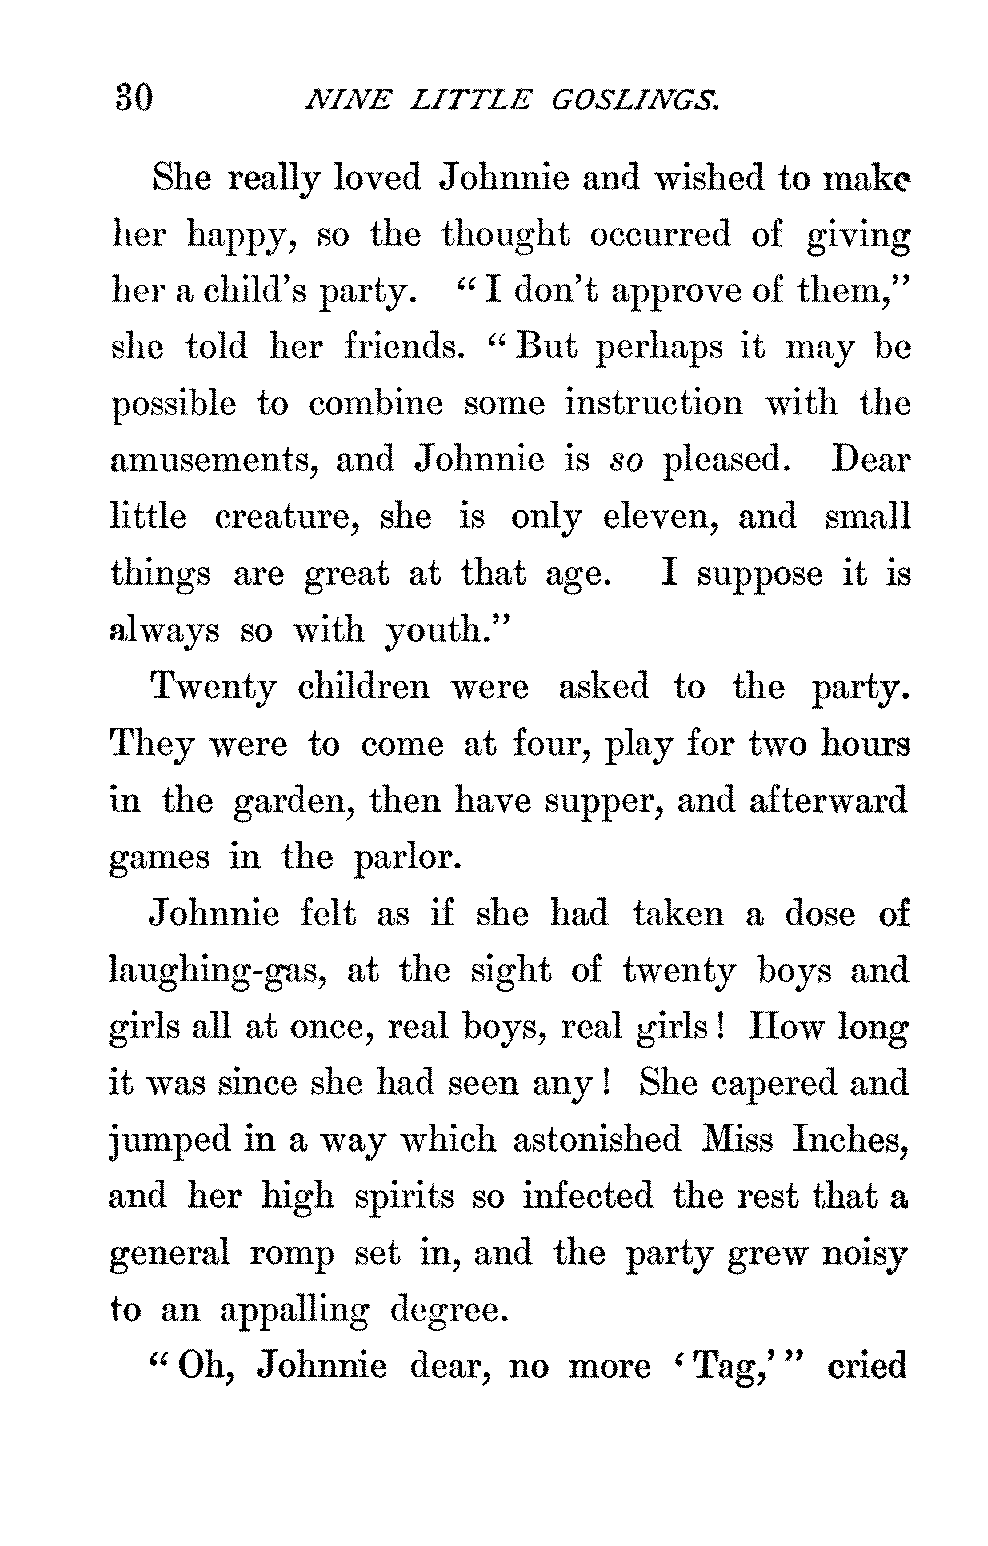 30 NINE LITTLE GOSLINGS.
She really loved Johnnie and wished to make
her happy, so the thought occurred of giving
her a child's party. "I don't approve of them,"
she told her friends. "But perhaps it may be
possible to combine some instruction with the
amusements, and Johnnie is so pleased. Dear
little creature, she is only eleven, and small
things are great at that age. I suppose it is
always so with youth."
Twenty children were asked to the party.
They were to come at four, play for two hours
in the garden, then have supper, and afterward
games in the parlor.
Johnnie felt as if she had taken a dose of
laughing-gas, at the sight of twenty boys and
girls all at once, real boys, real girls! How long
it was since she had seen any! She capered and
jumped in a way which astonished Miss Inches,
and her high spirits so infected the rest that a
general romp set in, and the party grew noisy
to an appalling degree.
"Oh, Johnnie dear, no more 'Tag,'" cried